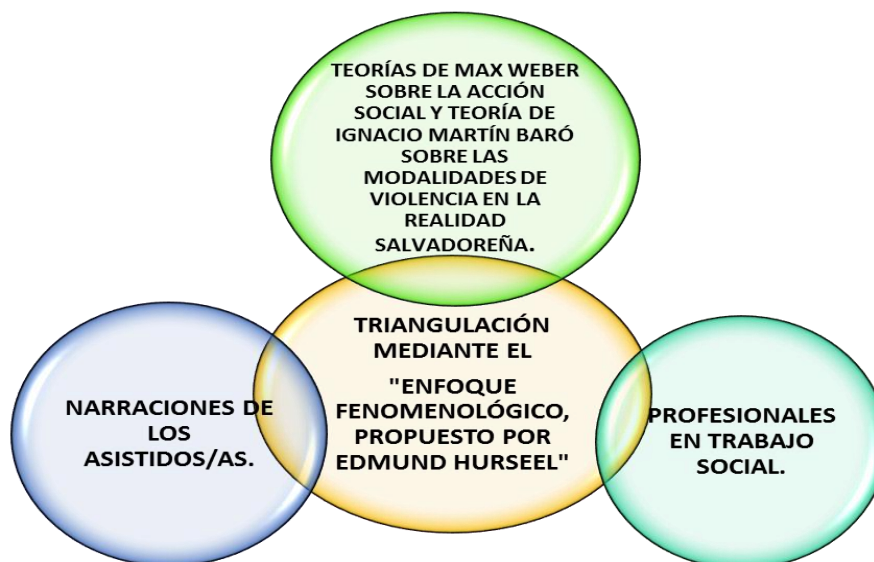 TEORÍAS DE MAX WEBER
SOBRE LA ACCIÓN
SOCIAL Y TEORÍA DE
IGNACIO MARTÍN BARÓ
SOBRE LAS
MODALIDADES DE
VIOLENCIA EN LA
REALIDAD
SALVADOREÑA.
TRIANGULACIÓN
MEDIANTE EL
"ENFOQUE
FENOMENOLÓGICO,
PROPUESTO POR
EDMUND HURSEEL"
NARRACIONES DE
LOS
ASISTIDOS/AS.
PROFESIONALES
EN TRABAJO
SOCIAL.